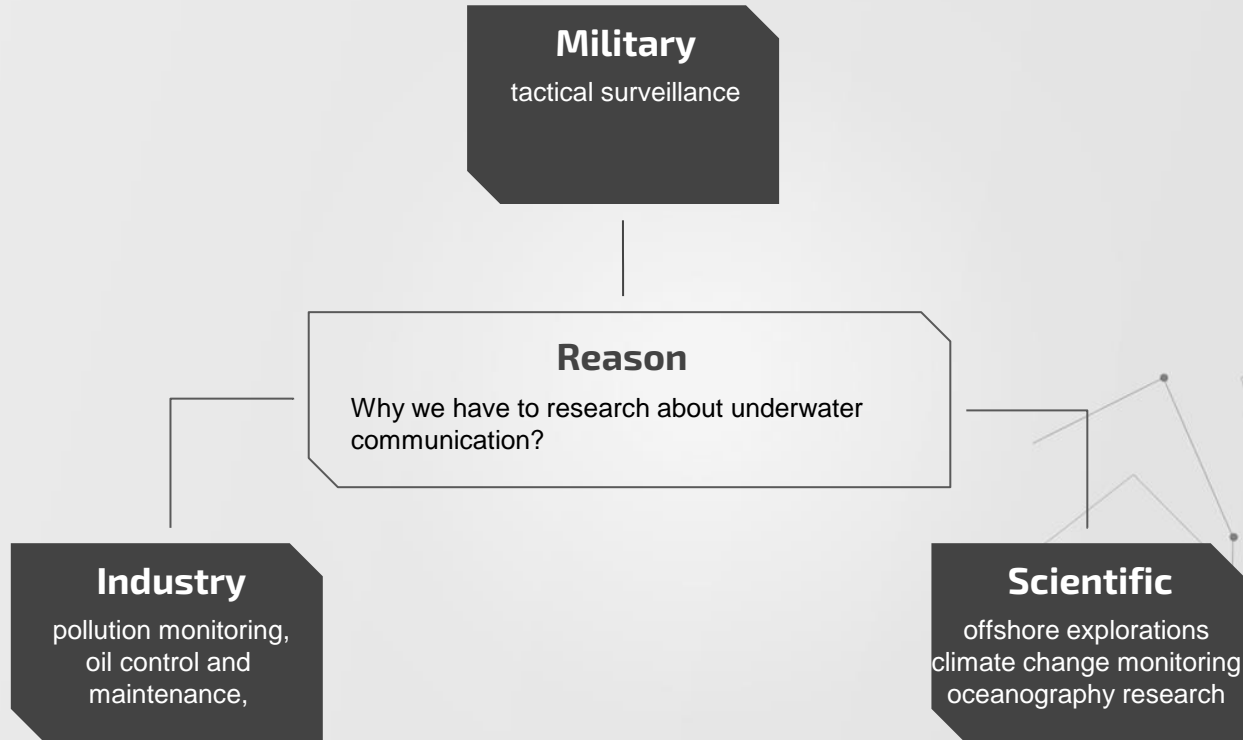 Military
tactical surveillance
Reason
Why we have to research about underwater
communication?
Industry
pollution monitoring,
oil control and
maintenance,
Scientific
offshore explorations
climate change monitoring
oceanography research